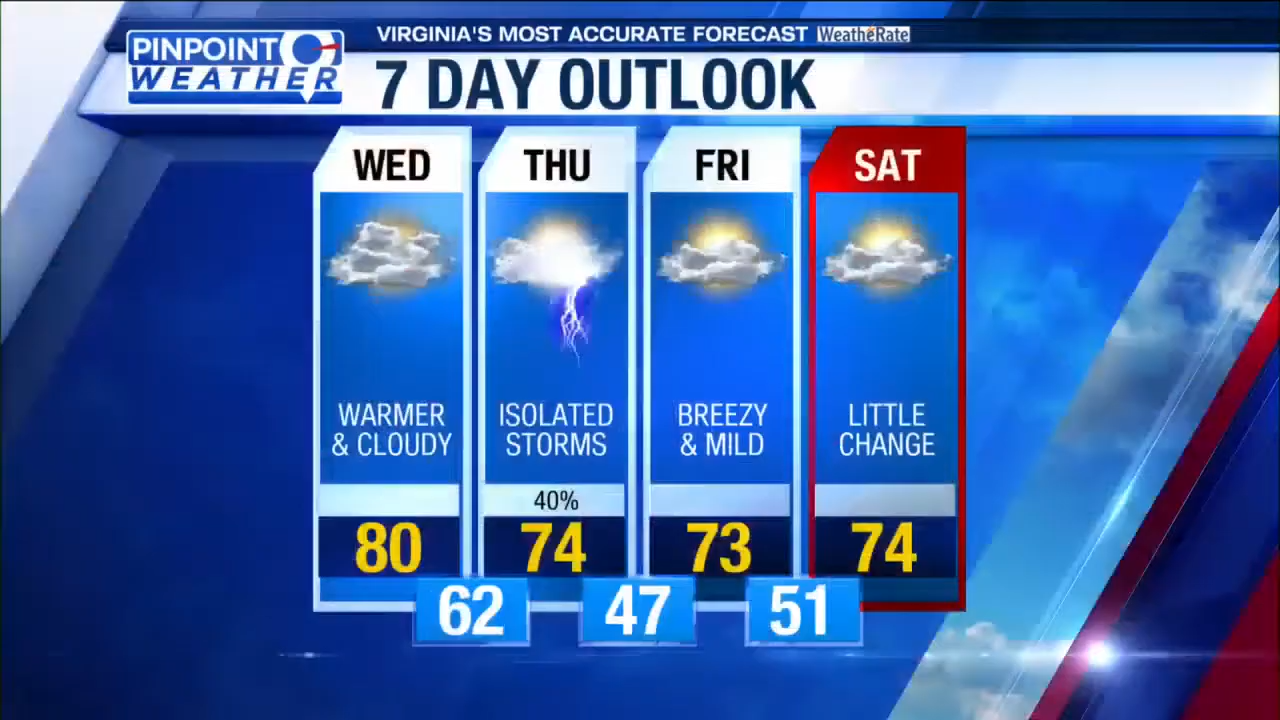 VIRGINIA'S MOST ACCURATE FORECAST WeatheRate
PINPOINT
WEATHER
7 DAY OUTLOOK
WED
WARMER
& CLOUDY
80
THU
ISOLATED
STORMS
40%
74
FRI
BREEZY
& MILD
73
SAT
LITTLE
CHANGE
74
62
47
51